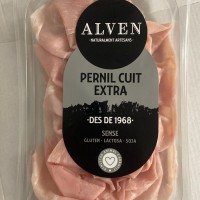 ALVEN
·NATURALMENT ARTESANS·
PERNIL CUIT
EXTRA
·DES DE 1968·
SENSE
GLUTEN · LACTOSA · SOJA